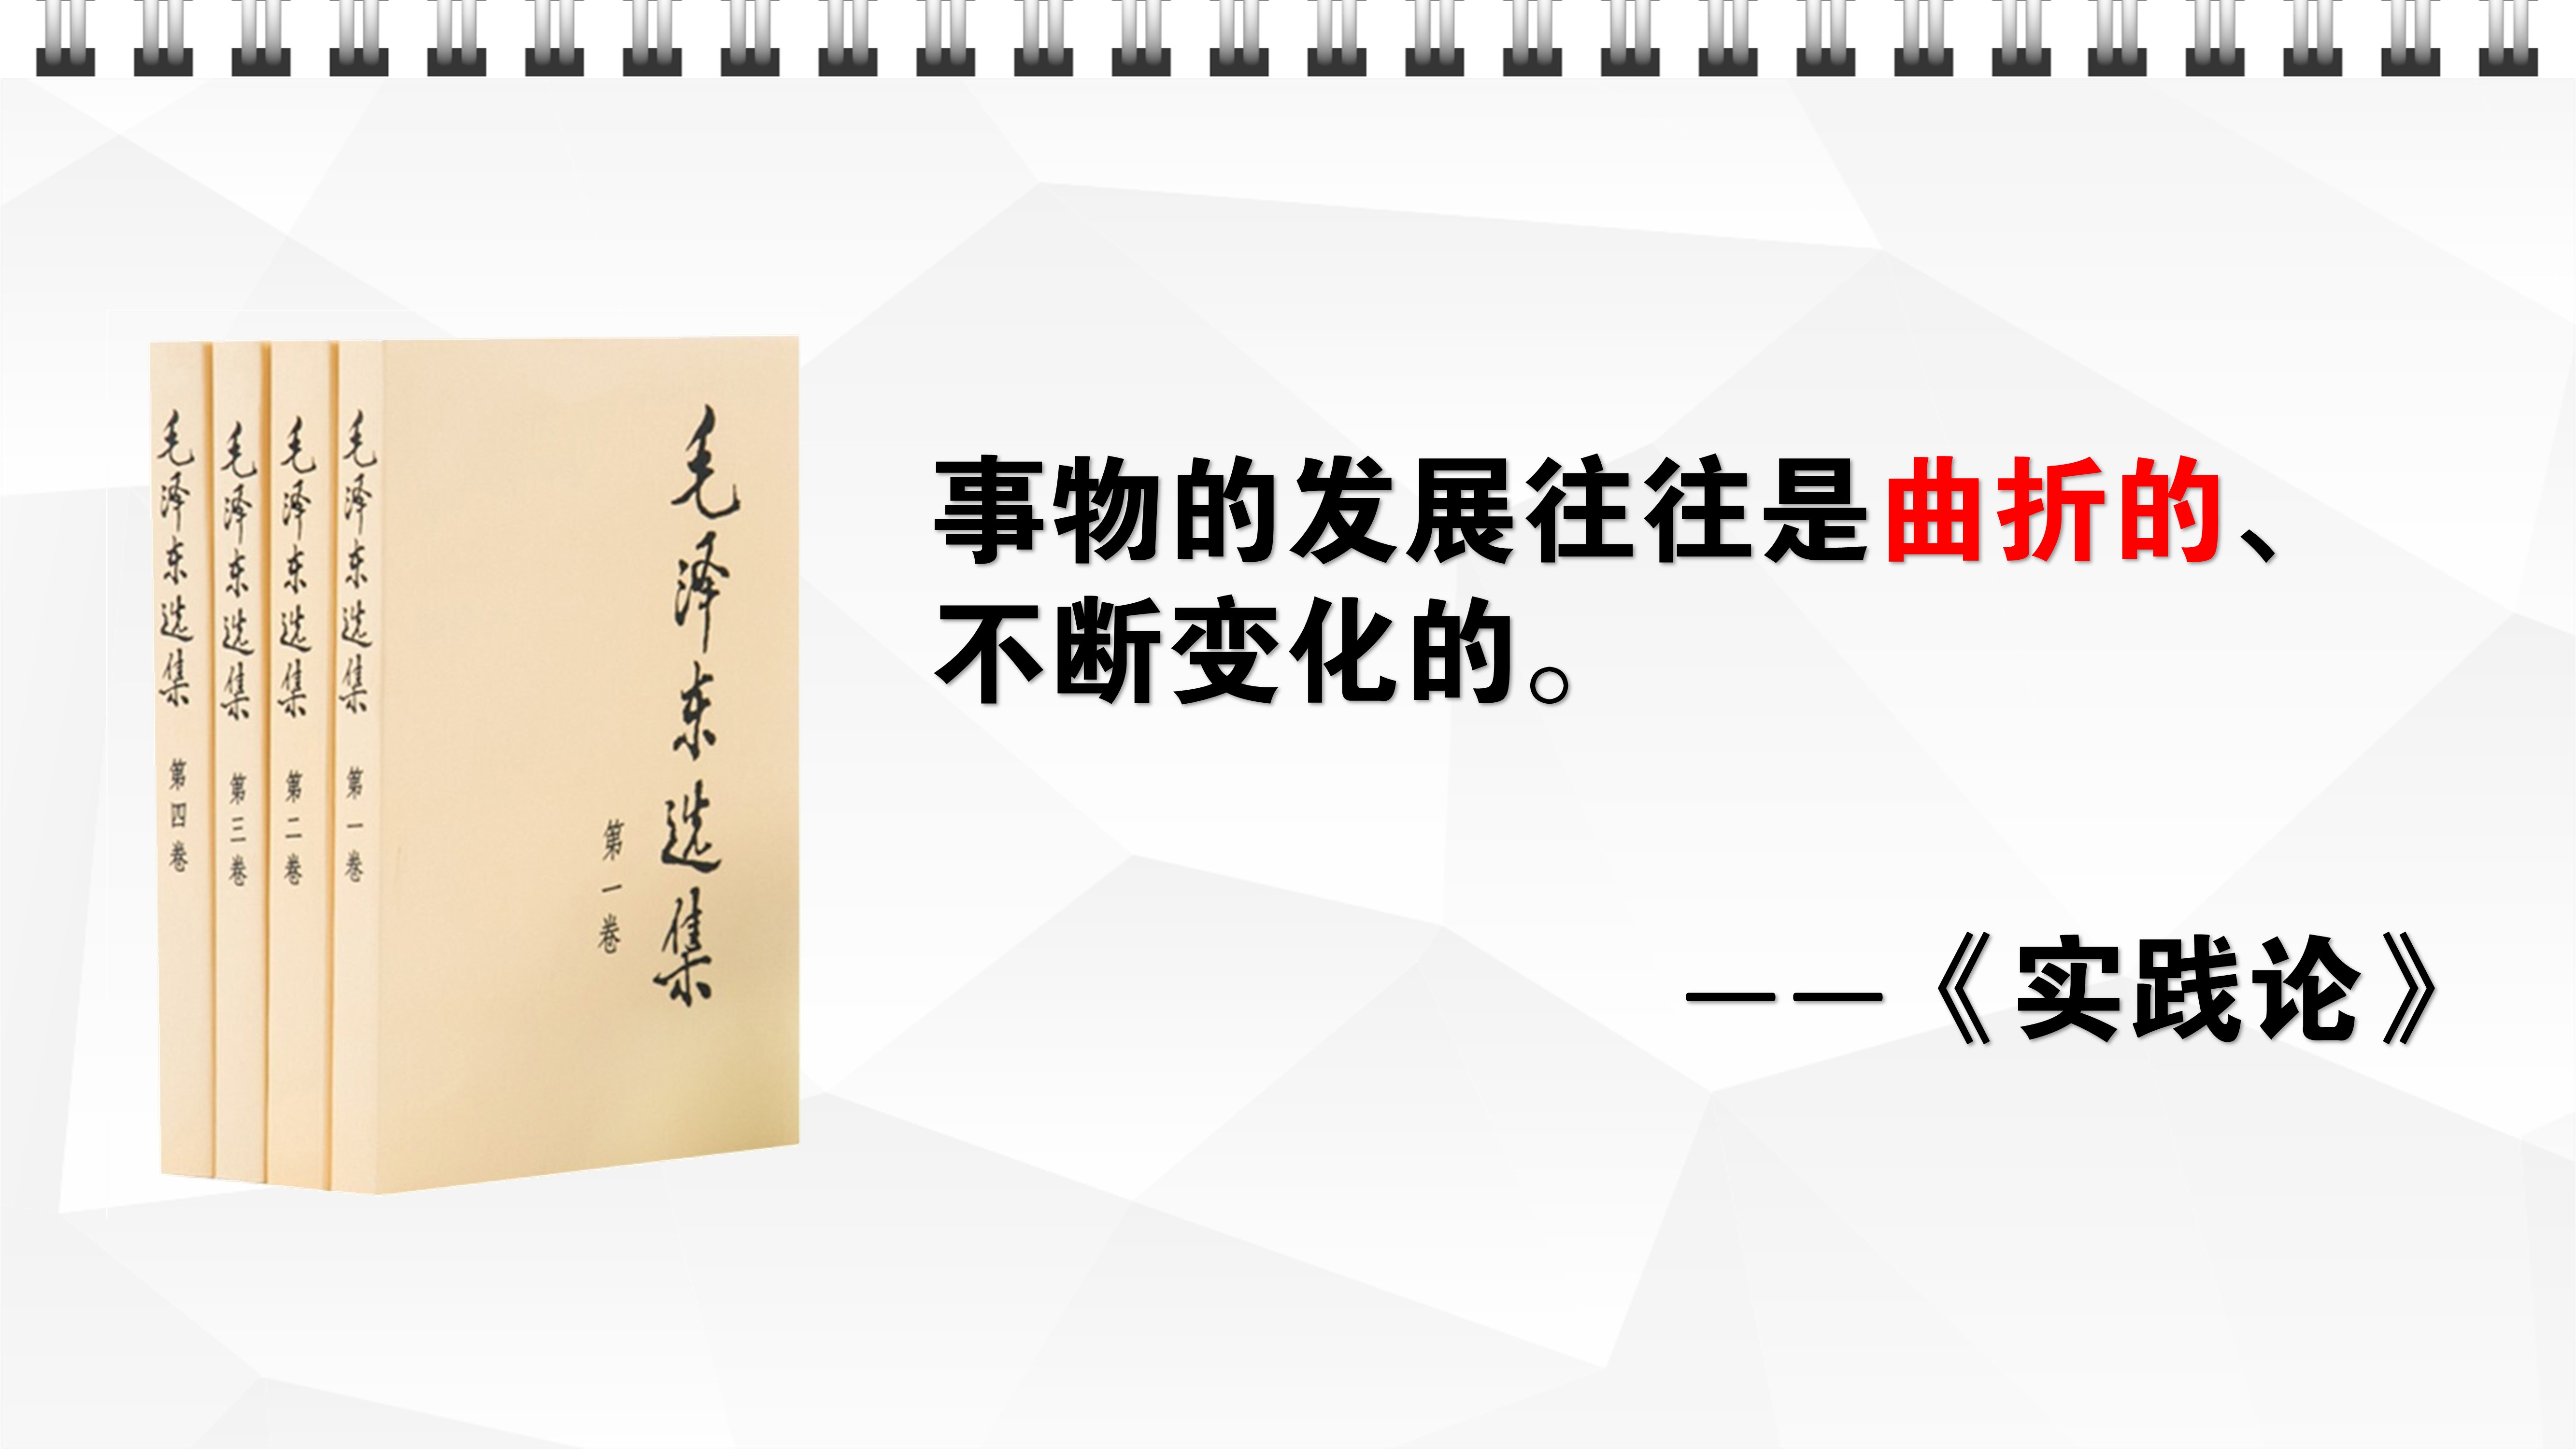 毛泽东选集 第四卷
毛泽东选集 第三卷
毛泽东选集 第二卷
毛泽东选集 第一卷
毛泽东选集
第一卷
事物的发展往往是曲折的、
不断变化的。
——《实践论》